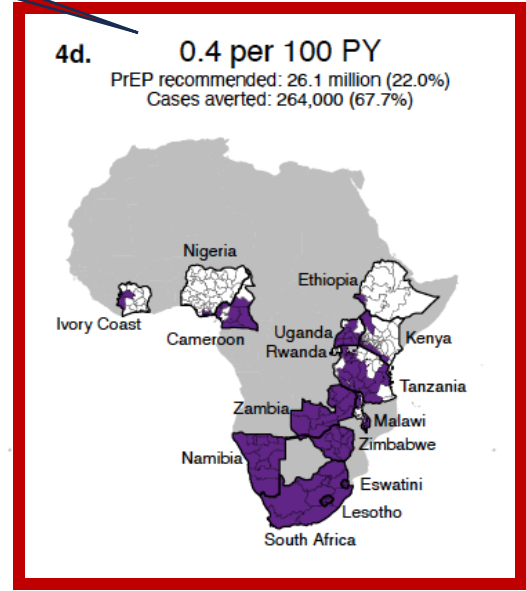 4d. 0.4 per 100 PY
PrEP recommended: 26.1 million (22.0%)
Cases averted: 264,000 (67.7%)
Nigeria
Ethiopia
Ivory Coast
Cameroon
Uganda
Kenya
Rwanda
Tanzania
Zambia
Malawi
Zimbabwe
Namibia
Eswatini
Lesotho
South Africa